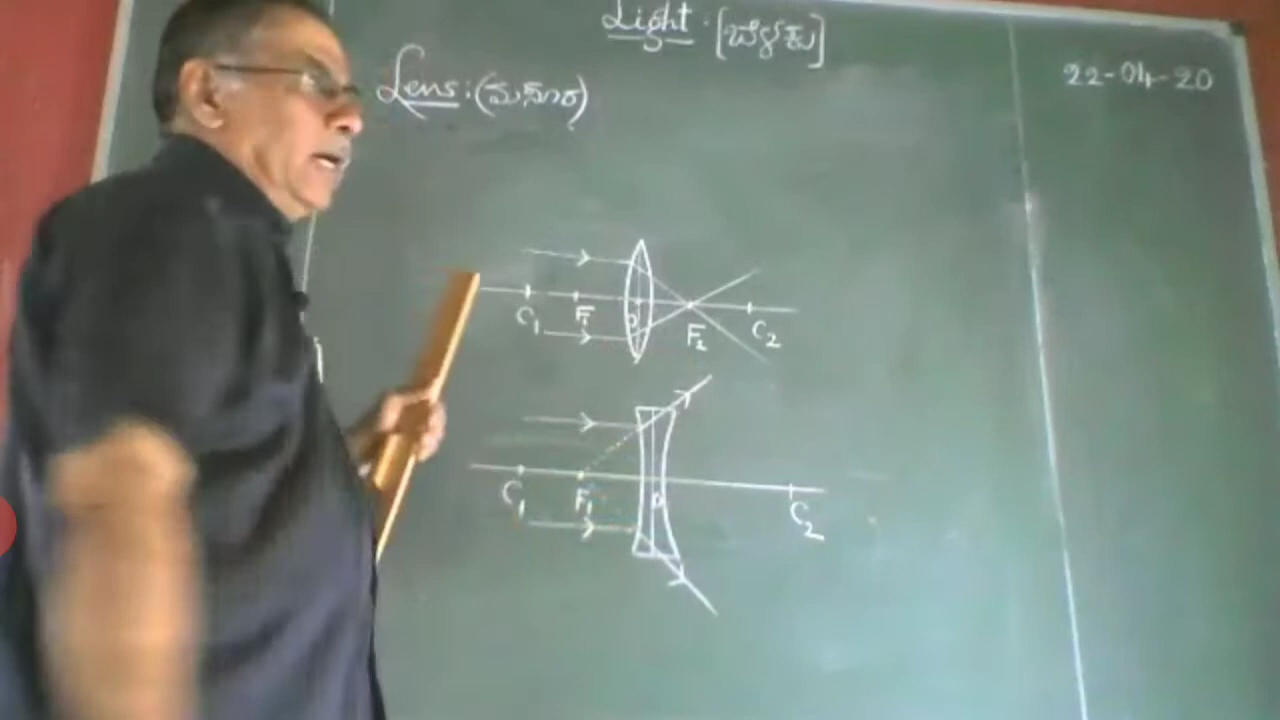 Light : [ಬೆಳಕು]
22-04-20
Lens : (ಮಸೂರ)
C₁ F₁ O F₂ C₂
C₁ F₁ O C₂